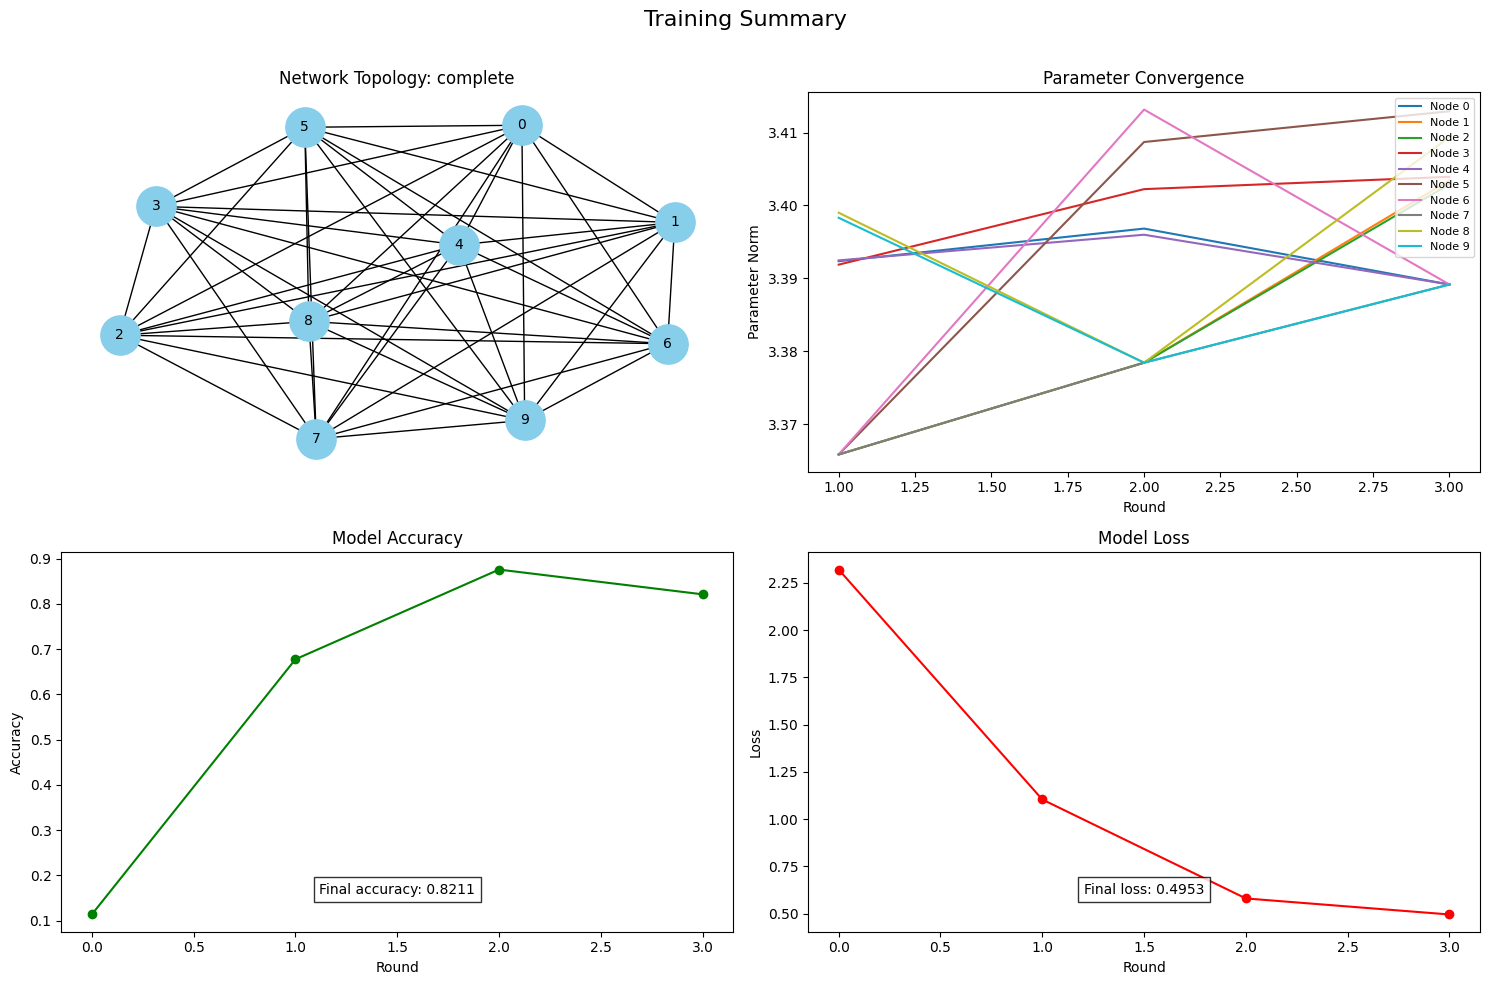 Training Summary
Network Topology: complete
5
0
3
1
4
8
2
6
9
7
Parameter Convergence
Parameter Norm
3.41
3.40
3.39
3.38
3.37
Node 0
Node 1
Node 2
Node 3
Node 4
Node 5
Node 6
Node 7
Node 8
Node 9
1.00 1.25 1.50 1.75 2.00 2.25 2.50 2.75 3.00
Round
Model Accuracy
Accuracy
0.9
0.8
0.7
0.6
0.5
0.4
0.3
0.2
0.1
Final accuracy: 0.8211
0.0 0.5 1.0 1.5 2.0 2.5 3.0
Round
Model Loss
Loss
2.25
2.00
1.75
1.50
1.25
1.00
0.75
0.50
Final loss: 0.4953
0.0 0.5 1.0 1.5 2.0 2.5 3.0
Round